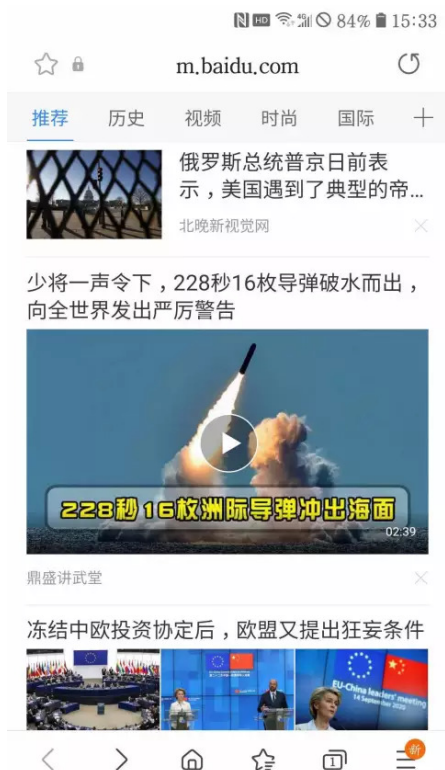 HD 4G 84% 15:33
m.baidu.com
推荐 历史 视频 时尚 国际
俄罗斯总统普京日前表
示，美国遇到了典型的帝...
北晚新视觉网
少将一声令下，228秒16枚导弹破水而出，
向全世界发出严厉警告
228秒16枚洲际导弹冲出海面
02:39
鼎盛讲武堂
冻结中欧投资协定后，欧盟又提出狂妄条件
EU-China leaders' meeting
14 September 2020
1
新